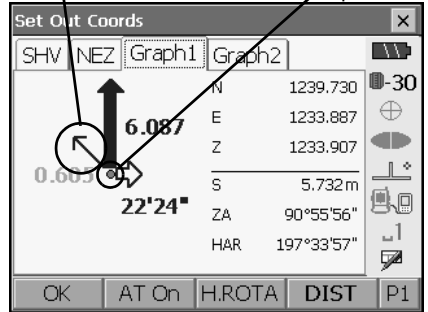 Set Out Coords
SHV NEZ Graph1 Graph2
N 1239.730
-30
6.087
E 1233.887
Z 1233.907
0.605
S 5.732m
22'24"
ZA 90°55'56"
HAR 197°33'57"
1
OK AT On H.ROTA DIST P1